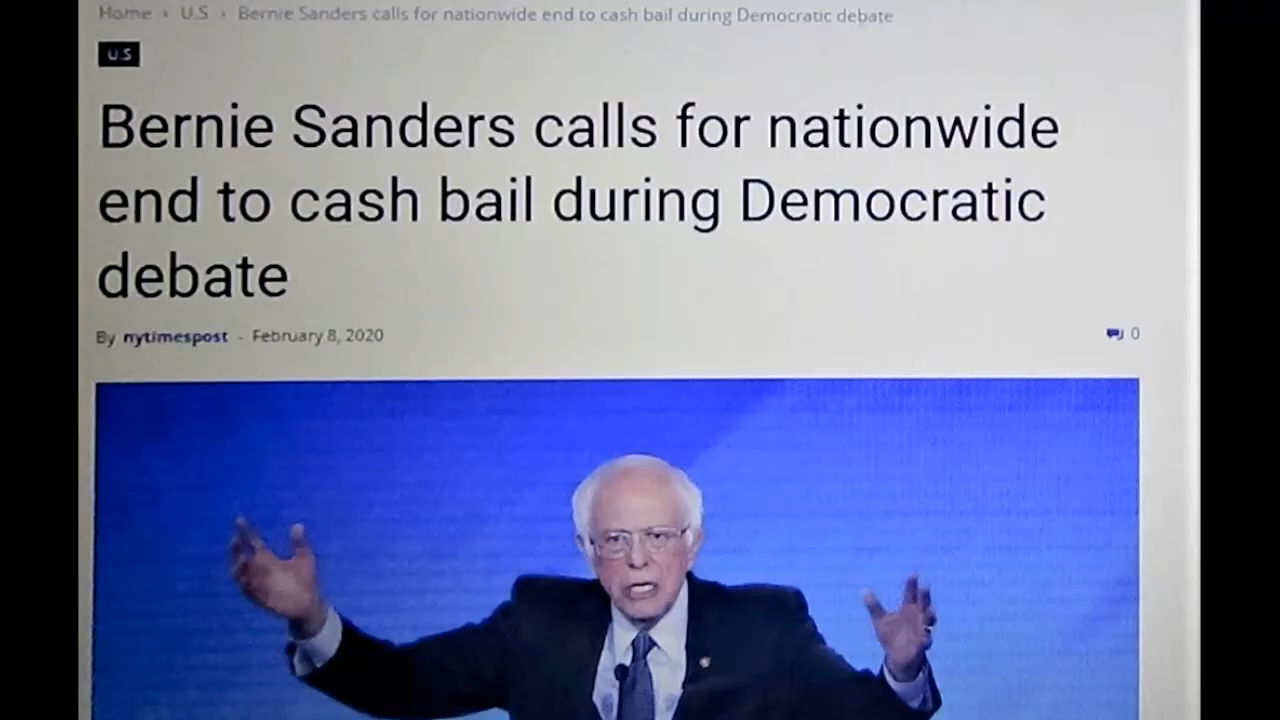 Home › U.S › Bernie Sanders calls for nationwide end to cash bail during Democratic debate
U.S
Bernie Sanders calls for nationwide
end to cash bail during Democratic
debate
By nytimespost - February 8, 2020
0